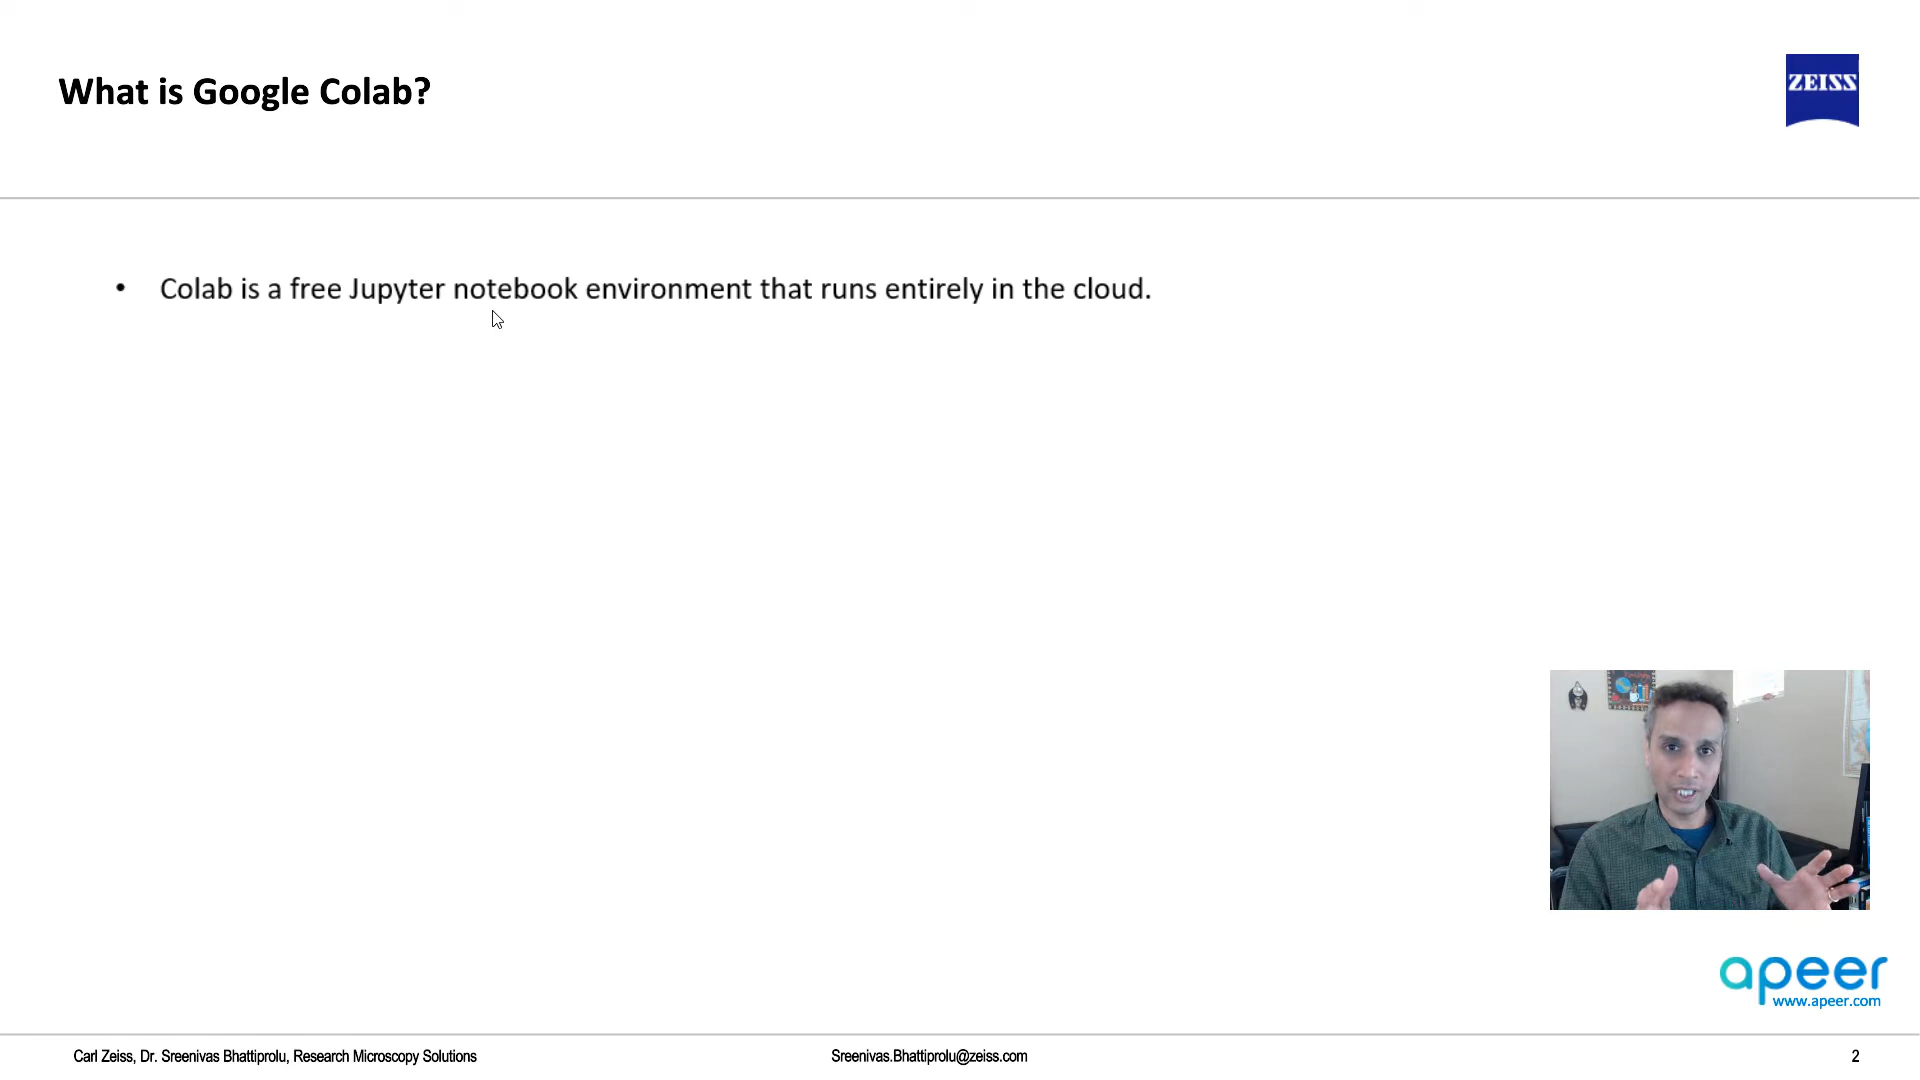 What is Google Colab?
ZEISS
• Colab is a free Jupyter notebook environment that runs entirely in the cloud.
apeer
www.apeer.com
Carl Zeiss, Dr. Sreenivas Bhattiprolu, Research Microscopy Solutions
Sreenivas.Bhattiprolu@zeiss.com
2